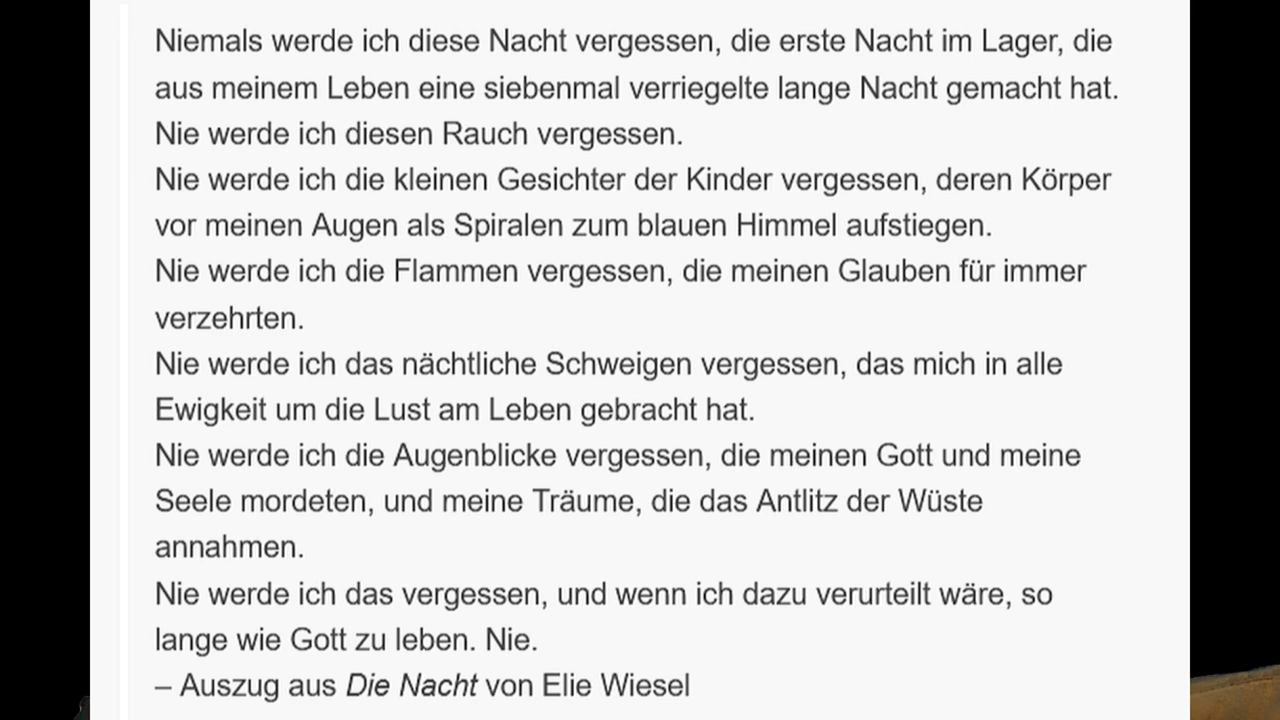 Niemals werde ich diese Nacht vergessen, die erste Nacht im Lager, die
aus meinem Leben eine siebenmal verriegelte lange Nacht gemacht hat.
Nie werde ich diesen Rauch vergessen.
Nie werde ich die kleinen Gesichter der Kinder vergessen, deren Körper
vor meinen Augen als Spiralen zum blauen Himmel aufstiegen.
Nie werde ich die Flammen vergessen, die meinen Glauben für immer
verzehrten.
Nie werde ich das nächtliche Schweigen vergessen, das mich in alle
Ewigkeit um die Lust am Leben gebracht hat.
Nie werde ich die Augenblicke vergessen, die meinen Gott und meine
Seele mordeten, und meine Träume, die das Antlitz der Wüste
annahmen.
Nie werde ich das vergessen, und wenn ich dazu verurteilt wäre, so
lange wie Gott zu leben. Nie.
– Auszug aus Die Nacht von Elie Wiesel